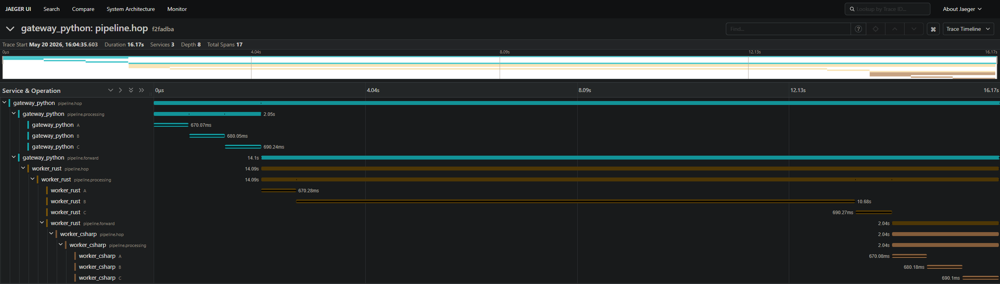 JAEGER UI Search Compare System Architecture Monitor Lookup by Trace ID... About Jaeger
gateway_python: pipeline.hop f2fadba Find... ? ⌘ Trace Timeline
Trace Start May 20 2026, 16:04:35.603 Duration 16.17s Services 3 Depth 8 Total Spans 17
0μs 4.04s 8.09s 12.13s 16.17s
Service & Operation 0μs 4.04s 8.09s 12.13s 16.17s
gateway_python pipeline.hop
gateway_python pipeline.processing 2.05s
gateway_python A 670.07ms
gateway_python B 680.05ms
gateway_python C 690.24ms
gateway_python pipeline.forward 14.1s
worker_rust pipeline.hop 14.09s
worker_rust pipeline.processing 14.09s
worker_rust A 670.28ms
worker_rust B 10.68s
worker_rust C 690.27ms
worker_rust pipeline.forward 2.04s
worker_csharp pipeline.hop 2.04s
worker_csharp pipeline.processing 2.04s
worker_csharp A 670.08ms
worker_csharp B 680.18ms
worker_csharp C 690.1ms